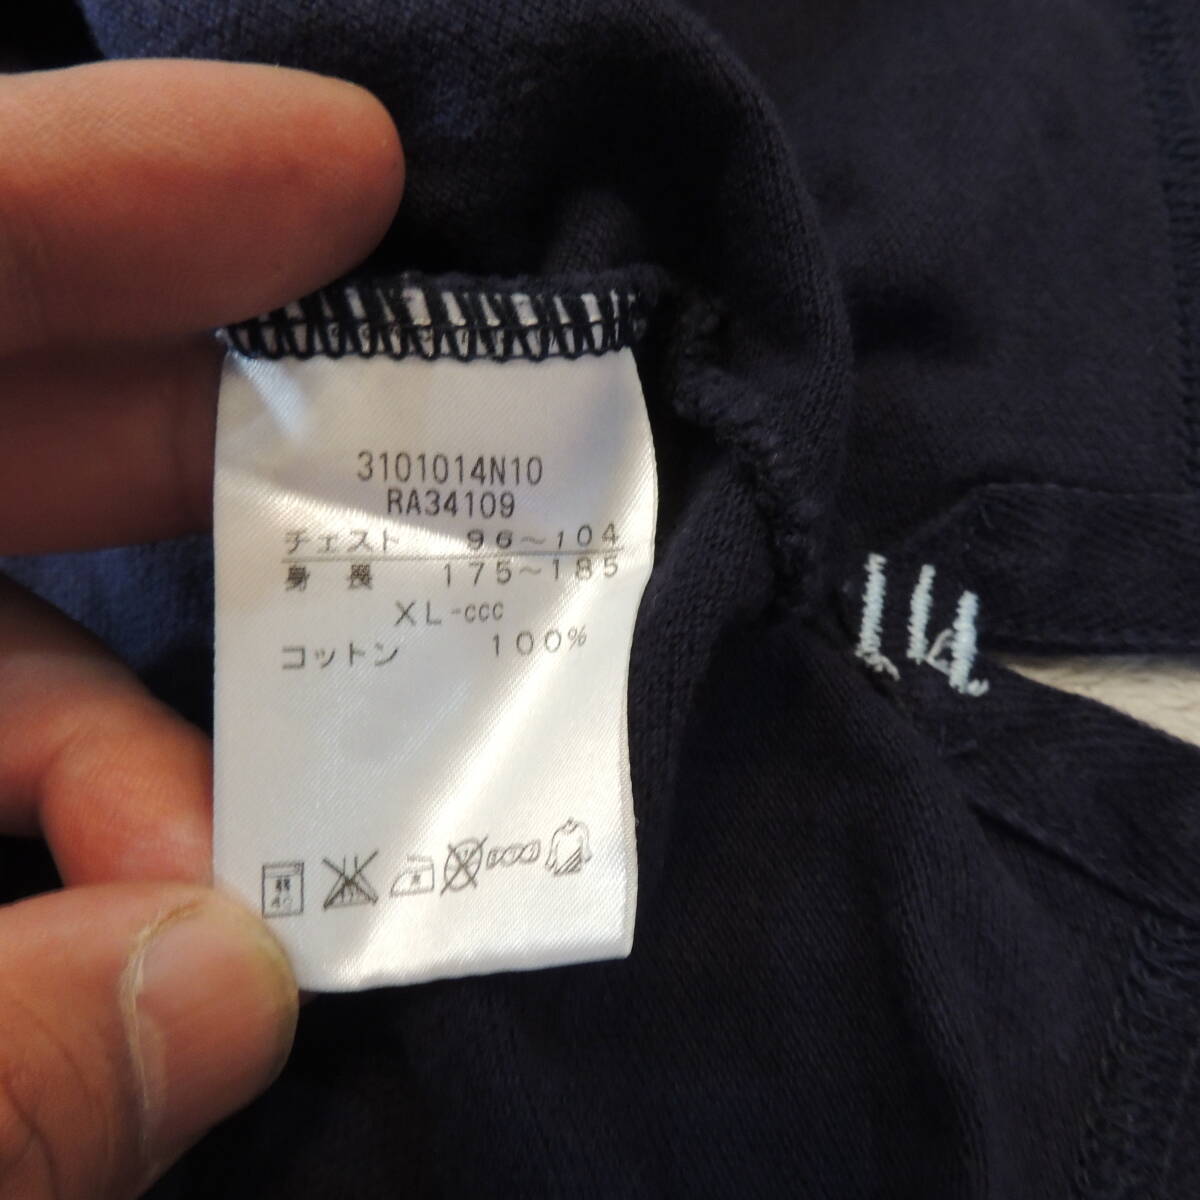 3101014N10
RA34109
チェスト 96～104
身長 175～185
XL-ccc
コットン 100%